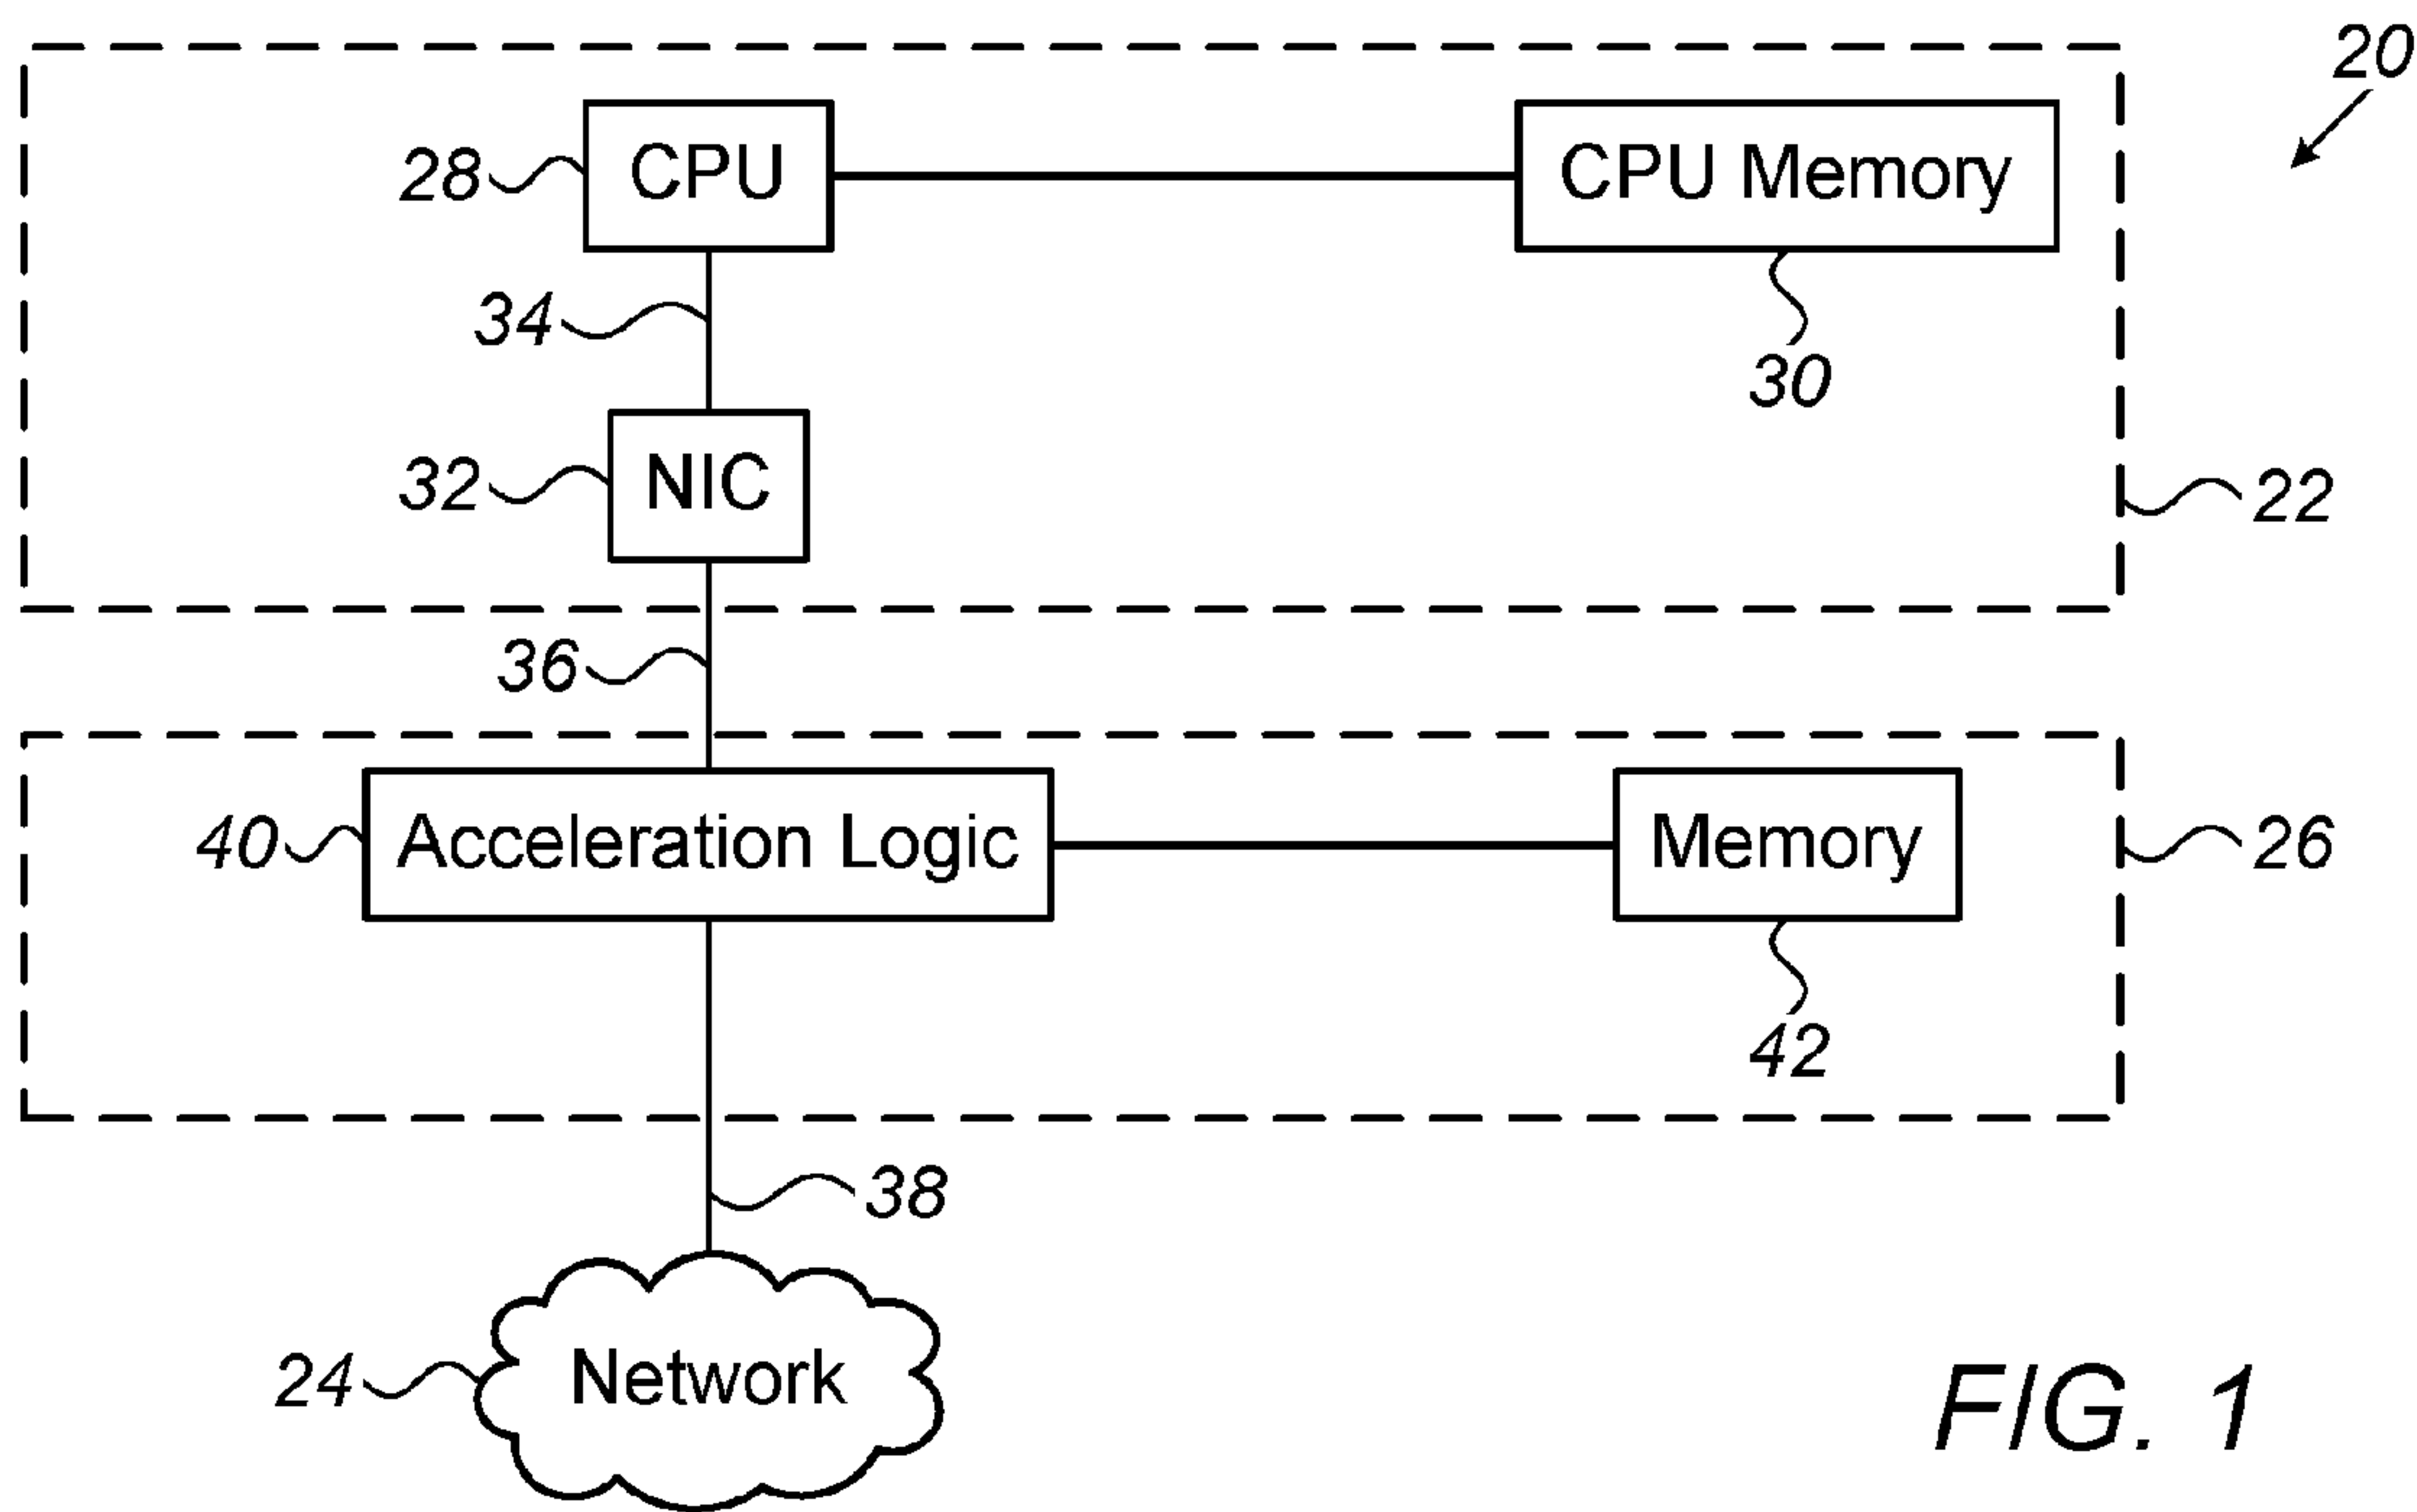 20
28 CPU CPU Memory
34
30
32 NIC
22
36
40 Acceleration Logic Memory 26
42
38
24 Network
FIG. 1